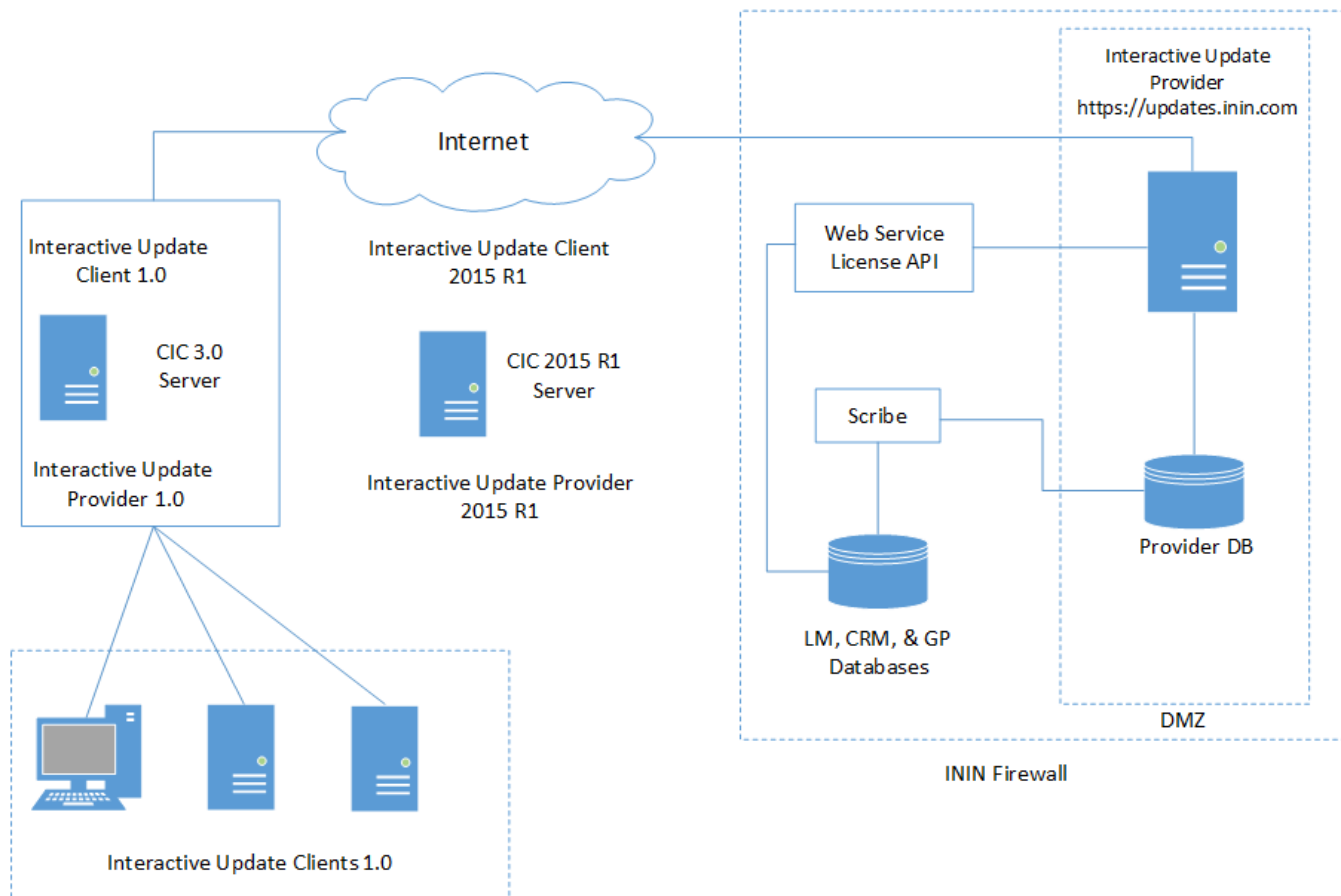 Internet
Interactive Update
Client 1.0
CIC 3.0
Server
Interactive Update
Provider 1.0
Interactive Update Client
2015 R1
CIC 2015 R1
Server
Interactive Update Provider
2015 R1
Interactive Update Clients 1.0
Interactive Update
Provider
https://updates.inin.com
Web Service
License API
Scribe
Provider DB
LM, CRM, & GP
Databases
DMZ
ININ Firewall